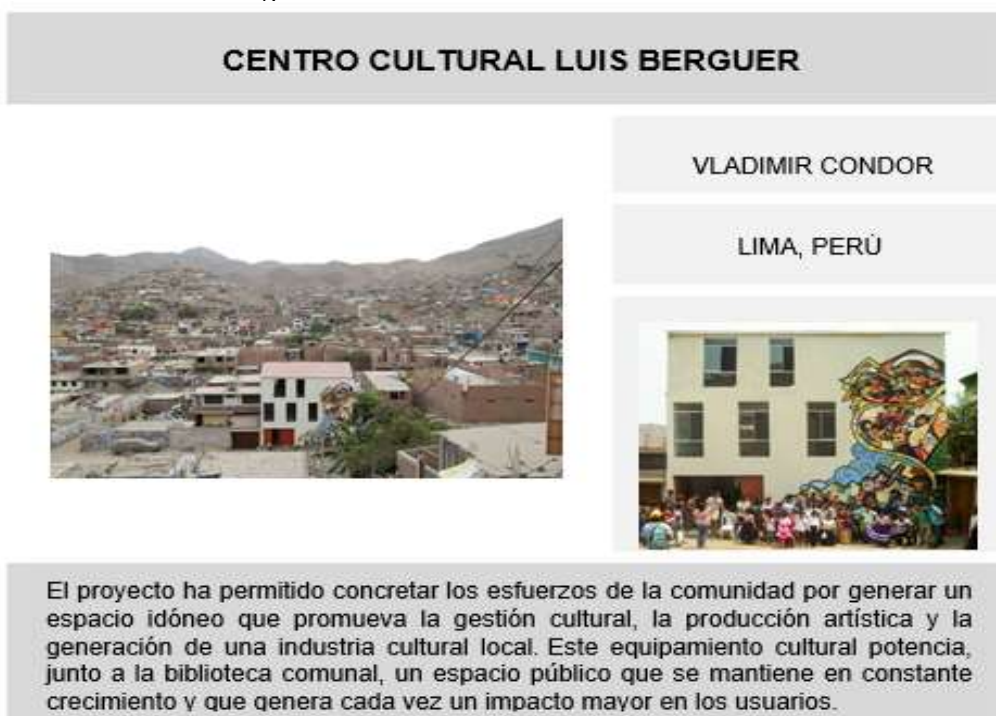 CENTRO CULTURAL LUIS BERGUER
VLADIMIR CONDOR
LIMA, PERÚ
El proyecto ha permitido concretar los esfuerzos de la comunidad por generar un
espacio idóneo que promueva la gestión cultural, la producción artística y la
generación de una industria cultural local. Este equipamiento cultural potencia,
junto a la biblioteca comunal, un espacio público que se mantiene en constante
crecimiento y que genera cada vez un impacto mayor en los usuarios.